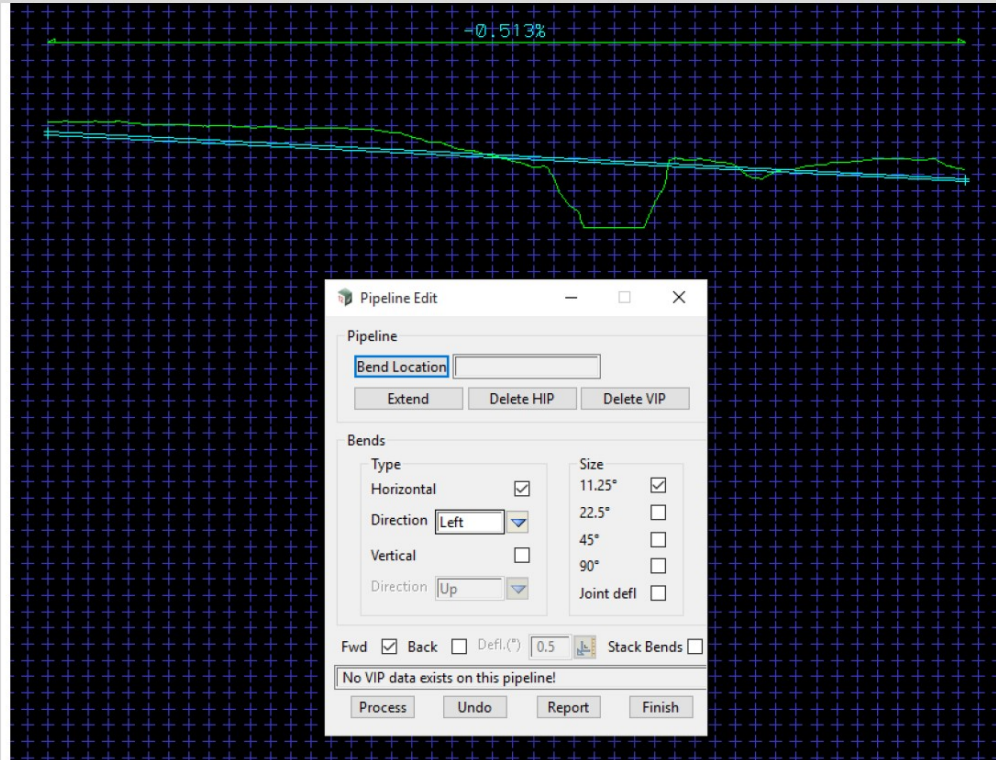 -0.513%
Pipeline Edit
Pipeline
Bend Location
Extend Delete HIP Delete VIP
Bends
Type Size
Horizontal 11.25°
Direction Left 22.5°
45°
Vertical
90°
Direction Up Joint defl
Fwd Back Defl.(°) 0.5 Stack Bends
No VIP data exists on this pipeline!
Process Undo Report Finish